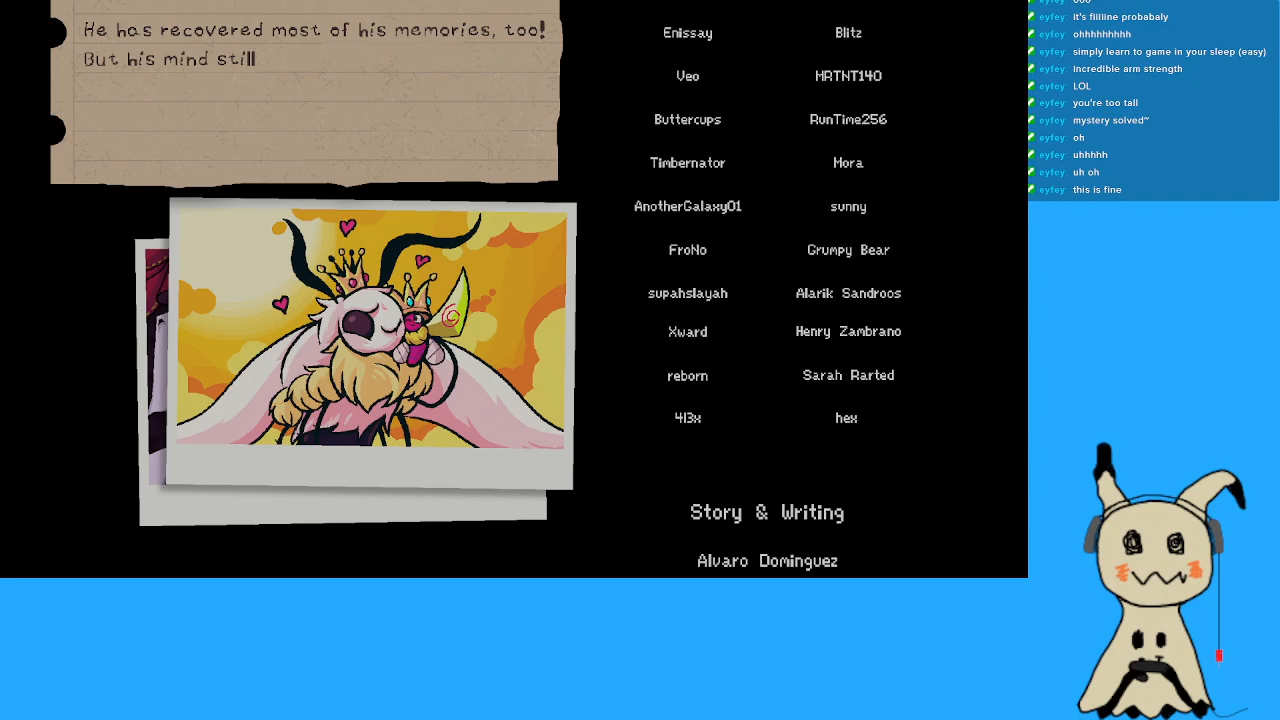 He has recovered most of his memories, too!
But his mind still
Enissay Blitz
Veo MRTNT140
Buttercups RunTime256
Timbernator Mora
AnotherGalaxy01 sunny
FroNo Grumpy Bear
supahslayah Alarik Sandroos
Xward Henry Zambrano
reborn Sarah Rarted
413x hex
Story & Writing
Alvaro Dominguez
eyfey: ooo
eyfey: it's fiiiine probabaly
eyfey: ohhhhhhhhh
eyfey: simply learn to game in your sleep (easy)
eyfey: incredible arm strength
eyfey: LOL
eyfey: you're too tall
eyfey: mystery solved~
eyfey: oh
eyfey: uhhhhh
eyfey: uh oh
eyfey: this is fine